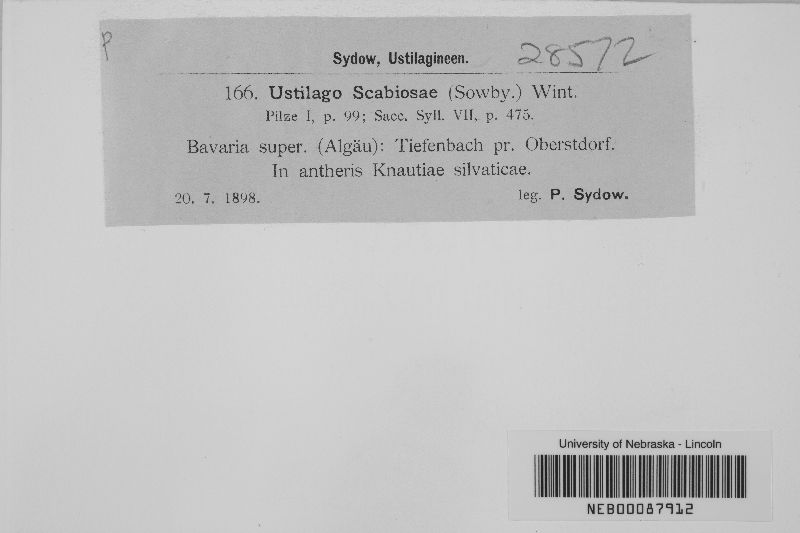 P
Sydow, Ustilagineen. 28572
166. Ustilago Scabiosae (Sowby.) Wint.
Pilze I, p. 99; Sacc. Syll. VII, p. 475.
Bavaria super. (Algäu): Tiefenbach pr. Oberstdorf.
In antheris Knautiae silvaticae.
20. 7. 1898. leg. P. Sydow.
University of Nebraska - Lincoln
NEB00087912